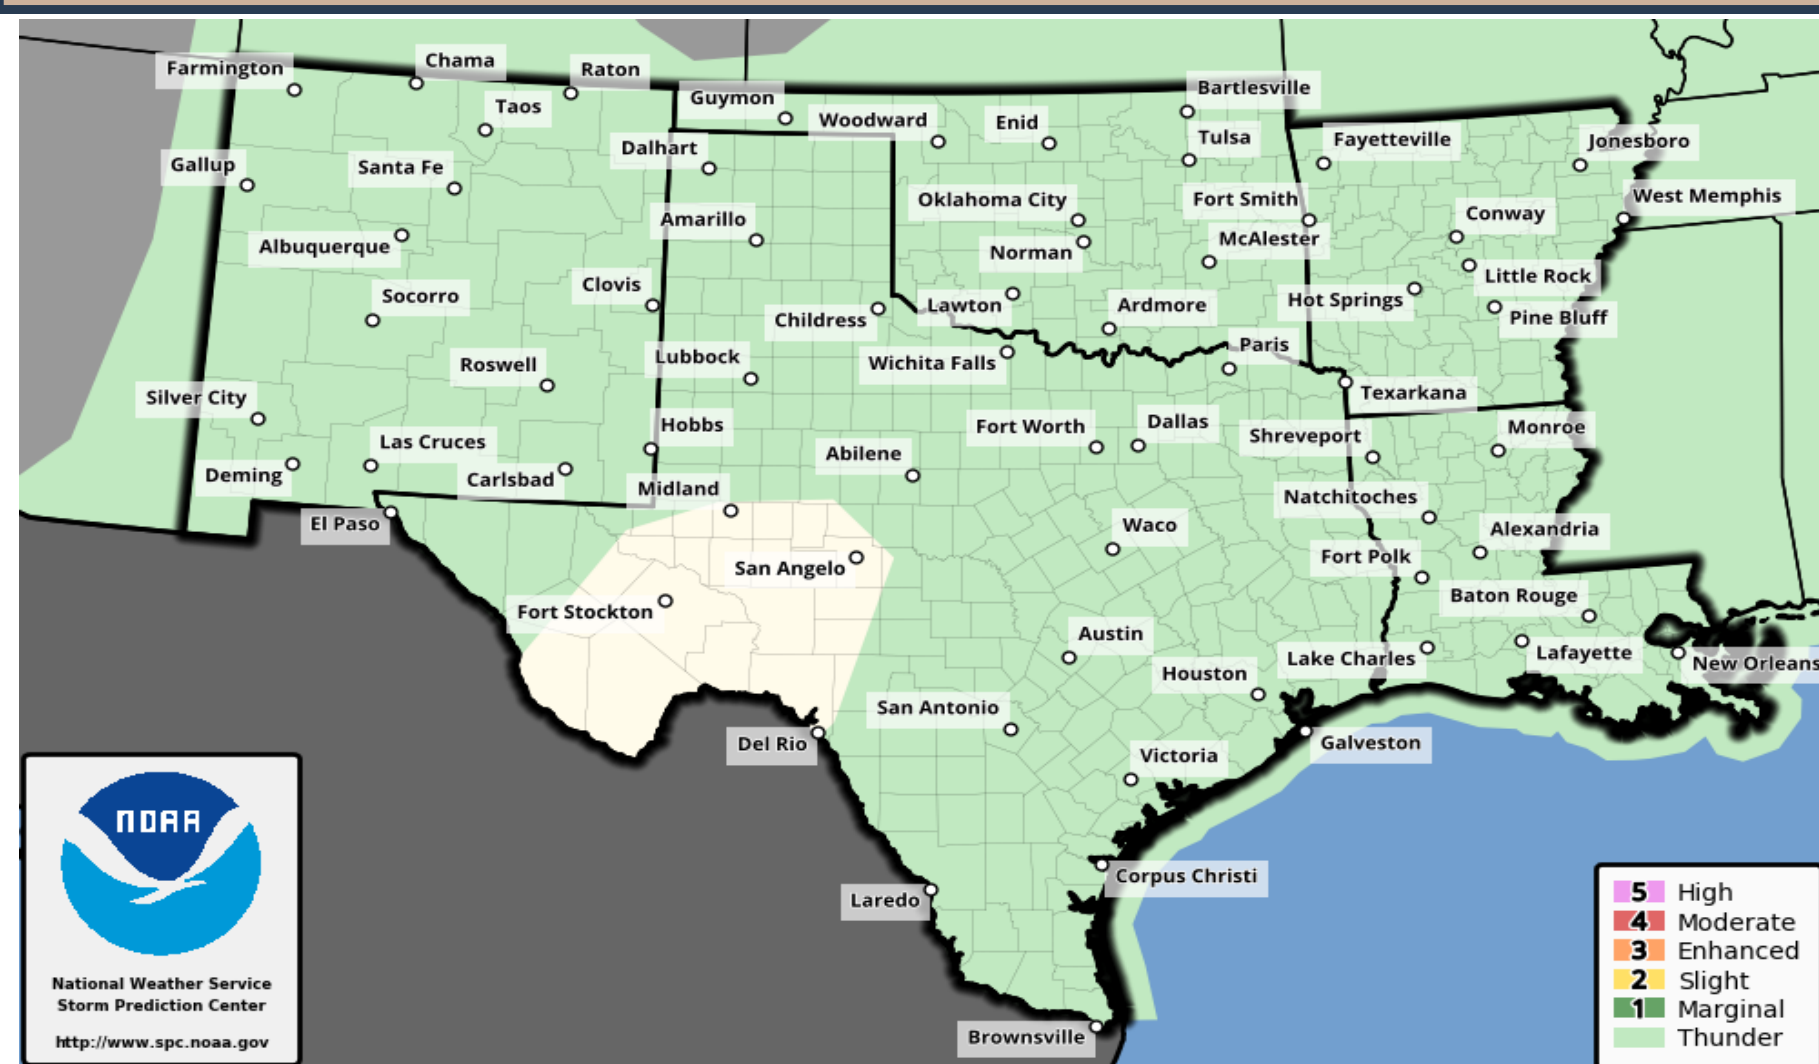 Farmington
Chama
Raton
Taos
Guymon
Woodward
Enid
Bartlesville
Tulsa
Fayetteville
Jonesboro
Gallup
Santa Fe
Dalhart
Oklahoma City
Fort Smith
West Memphis
Albuquerque
Amarillo
Norman
McAlester
Conway
Little Rock
Socorro
Clovis
Childress
Lawton
Ardmore
Hot Springs
Pine Bluff
Roswell
Lubbock
Wichita Falls
Paris
Silver City
Texarkana
Las Cruces
Hobbs
Abilene
Fort Worth
Dallas
Shreveport
Monroe
Deming
Carlsbad
Midland
Natchitoches
El Paso
Waco
Alexandria
San Angelo
Fort Polk
Fort Stockton
Baton Rouge
Austin
Lake Charles
Lafayette
New Orleans
Houston
San Antonio
Del Rio
Victoria
Galveston
Corpus Christi
Laredo
Brownsville
NOAA
National Weather Service
Storm Prediction Center
http://www.spc.noaa.gov
5 High
4 Moderate
3 Enhanced
2 Slight
1 Marginal
Thunder